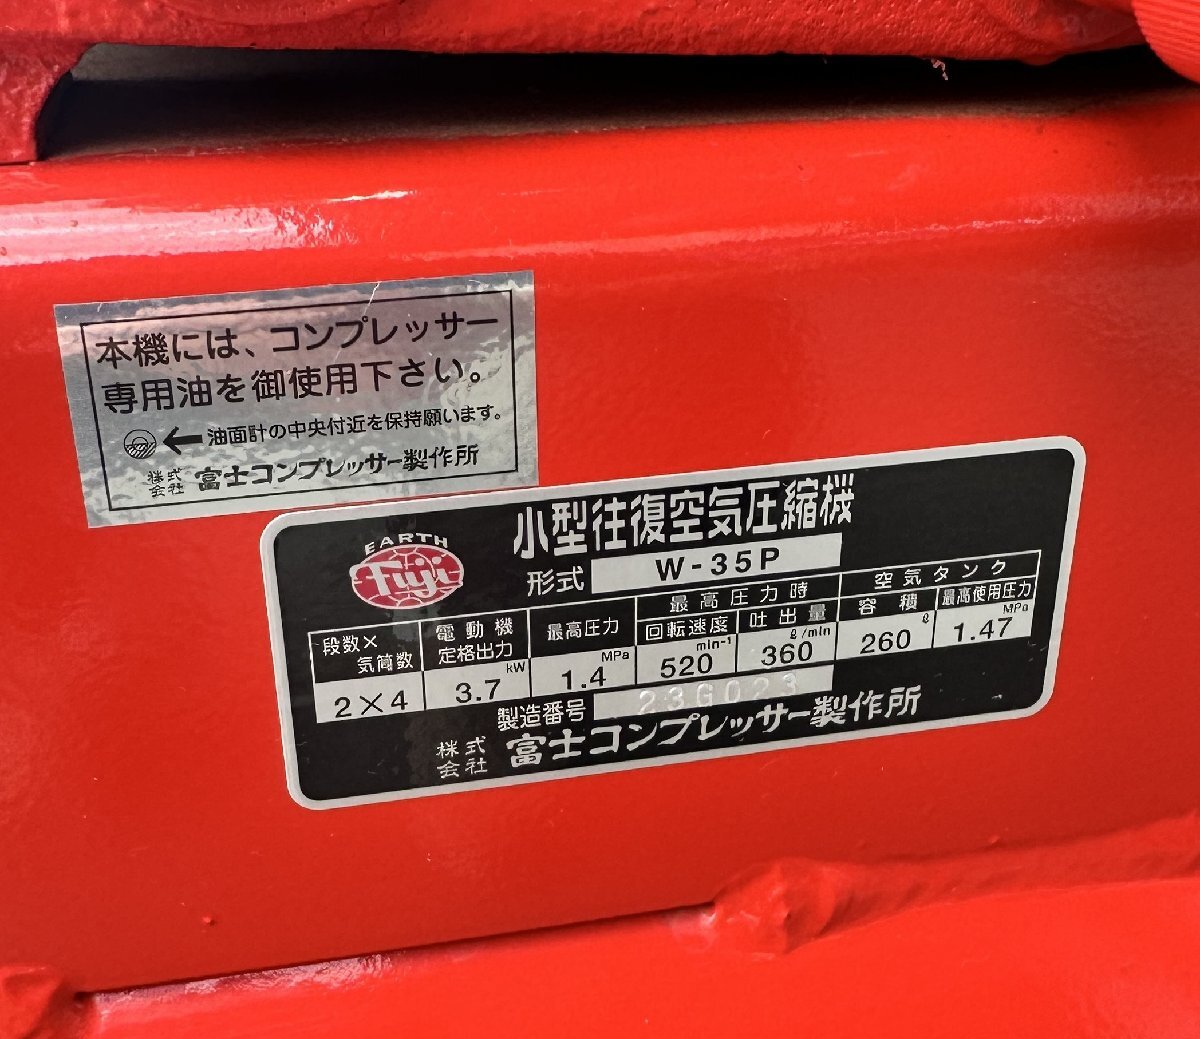 本機には、コンプレッサー
専用油を御使用下さい。
←油面計の中央付近を保持願います。
株式会社 富士コンプレッサー製作所
小型往復空気圧縮機
EARTH
Fuji
形式 W-35P
段数×気筒数
電動機定格出力
最高圧力
最高圧力時
回転速度
吐出量
空気タンク
容積
最高使用圧力
2×4
3.7 kW
1.4 MPa
520 min-1
360 ℓ/min
260 ℓ
1.47 MPa
製造番号 23G023
株式会社 富士コンプレッサー製作所